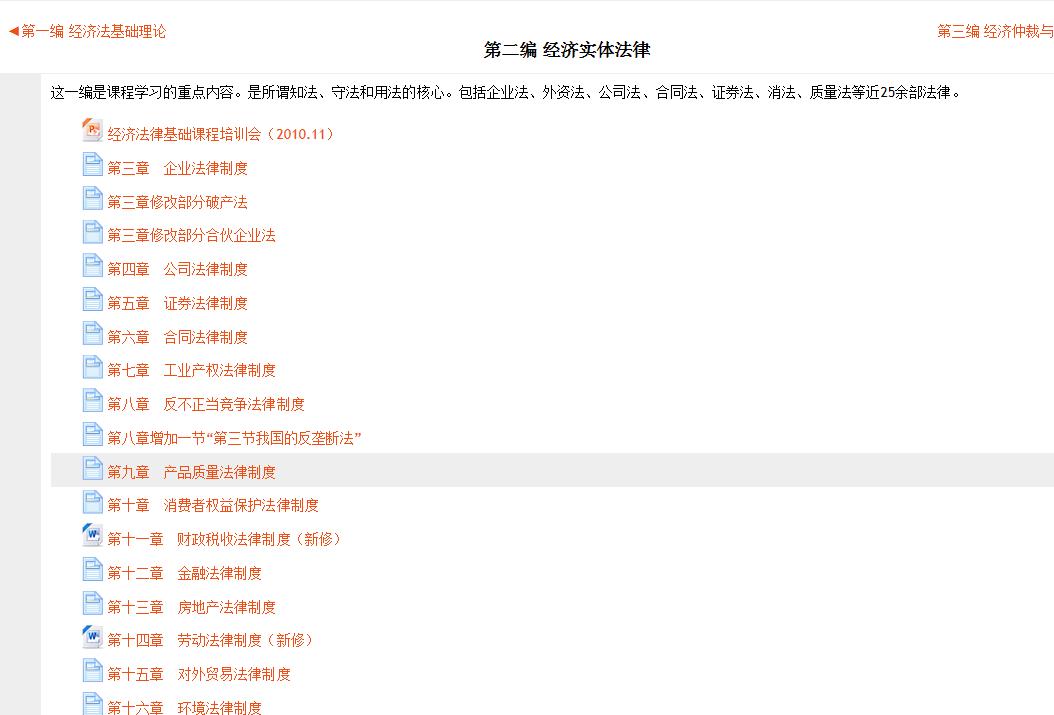 ◄第一编 经济法基础理论
第三编 经济仲裁与
第二编 经济实体法律
这一编是课程学习的重点内容。是所谓知法、守法和用法的核心。包括企业法、外资法、公司法、合同法、证券法、消法、质量法等近25余部法律。
经济法律基础课程培训会（2010.11）
第三章 企业法律制度
第三章修改部分破产法
第三章修改部分合伙企业法
第四章 公司法律制度
第五章 证券法律制度
第六章 合同法律制度
第七章 工业产权法律制度
第八章 反不正当竞争法律制度
第八章增加一节“第三节我国的反垄断法”
第九章 产品质量法律制度
第十章 消费者权益保护法律制度
第十一章 财政税收法律制度（新修）
第十二章 金融法律制度
第十三章 房地产法律制度
第十四章 劳动法律制度（新修）
第十五章 对外贸易法律制度
第十六章 环境法律制度